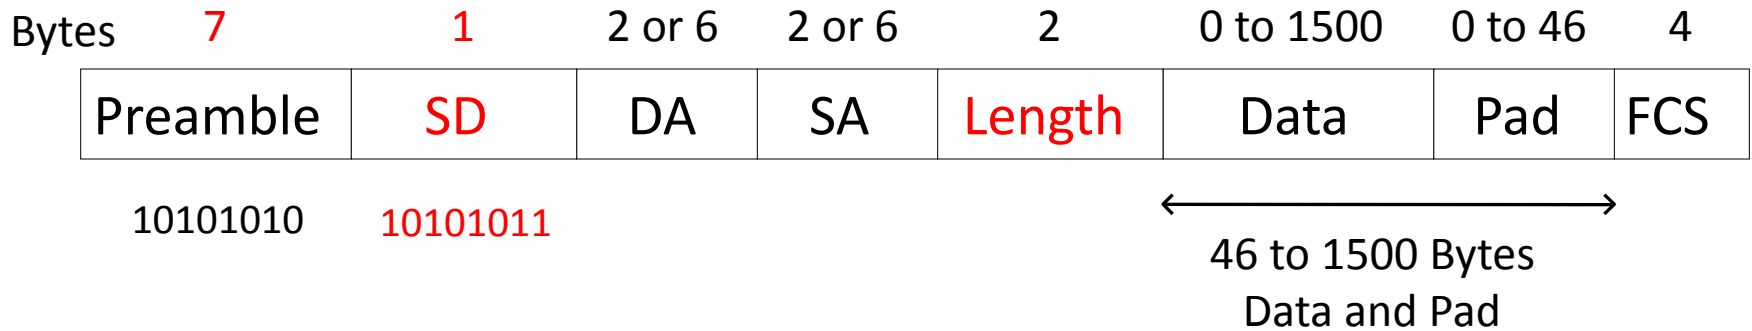 Bytes 7 1 2 or 6 2 or 6 2 0 to 1500 0 to 46 4
Preamble SD DA SA Length Data Pad FCS
10101010 10101011
46 to 1500 Bytes
Data and Pad